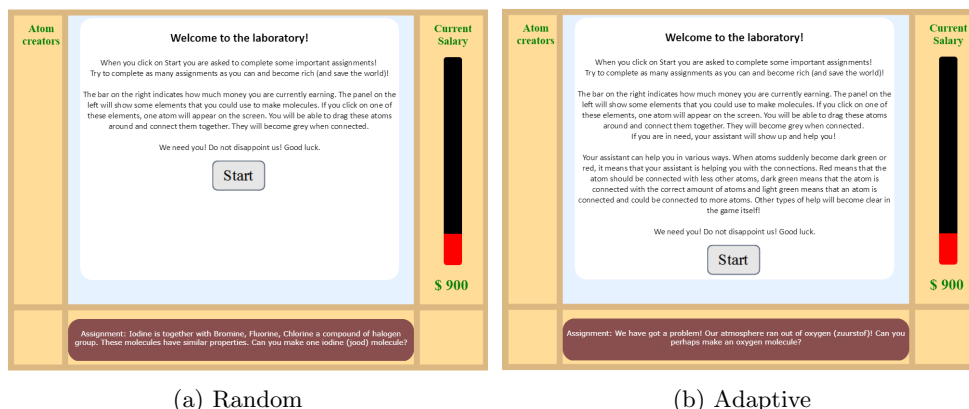 Atom
creators
Welcome to the laboratory!
When you click on Start you are asked to complete some important assignments!
Try to complete as many assignments as you can and become rich (and save the world)!
The bar on the right indicates how much money you are currently earning. The panel on the
left will show some elements that you could use to make molecules. If you click on one of
these elements, one atom will appear on the screen. You will be able to drag these atoms
around and connect them together. They will become grey when connected.
We need you! Do not disappoint us! Good luck.
Start
Current
Salary
$ 900
Assignment: Iodine is together with Bromine, Fluorine, Chlorine a compound of halogen
group. These molecules have similar properties. Can you make one iodine (jood) molecule?
(a) Random
Atom
creators
Welcome to the laboratory!
When you click on Start you are asked to complete some important assignments!
Try to complete as many assignments as you can and become rich (and save the world)!
The bar on the right indicates how much money you are currently earning. The panel on the
left will show some elements that you could use to make molecules. If you click on one of
these elements, one atom will appear on the screen. You will be able to drag these atoms
around and connect them together. They will become grey when connected.
If you are in need, your assistant will show up and help you!
Your assistant can help you in various ways. When atoms suddenly become dark green or
red, it means that your assistant is helping you with the connections. Red means that the
atom should be connected with less other atoms, dark green means that the atom is
connected with the correct amount of atoms and light green means that an atom is
connected and could be connected to more atoms. Other types of help will become clear in
the game itself!
We need you! Do not disappoint us! Good luck.
Start
Current
Salary
$ 900
Assignment: We have got a problem! Our atmosphere ran out of oxygen (zuurstof)! Can you
perhaps make an oxygen molecule?
(b) Adaptive